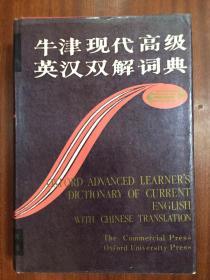 牛津现代高级
英汉双解词典
OXFORD ADVANCED LEARNER'S
DICTIONARY OF CURRENT
ENGLISH
WITH CHINESE TRANSLATION
The Commercial Press
Oxford University Press